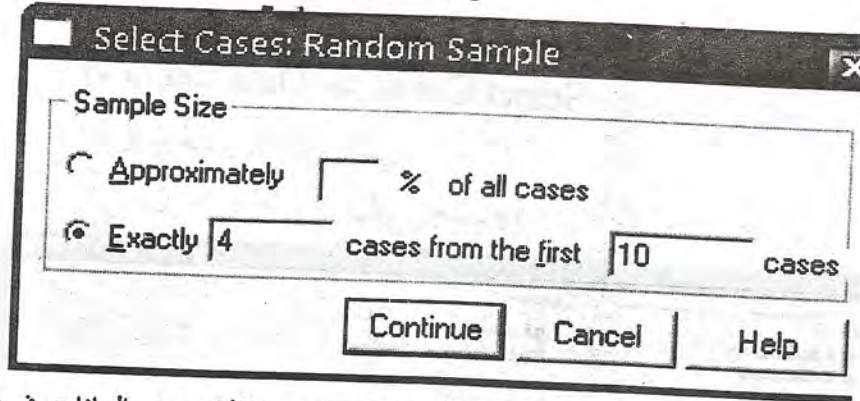 Select Cases: Random Sample
Sample Size
Approximately % of all cases
Exactly 4 cases from the first 10 cases
Continue Cancel Help